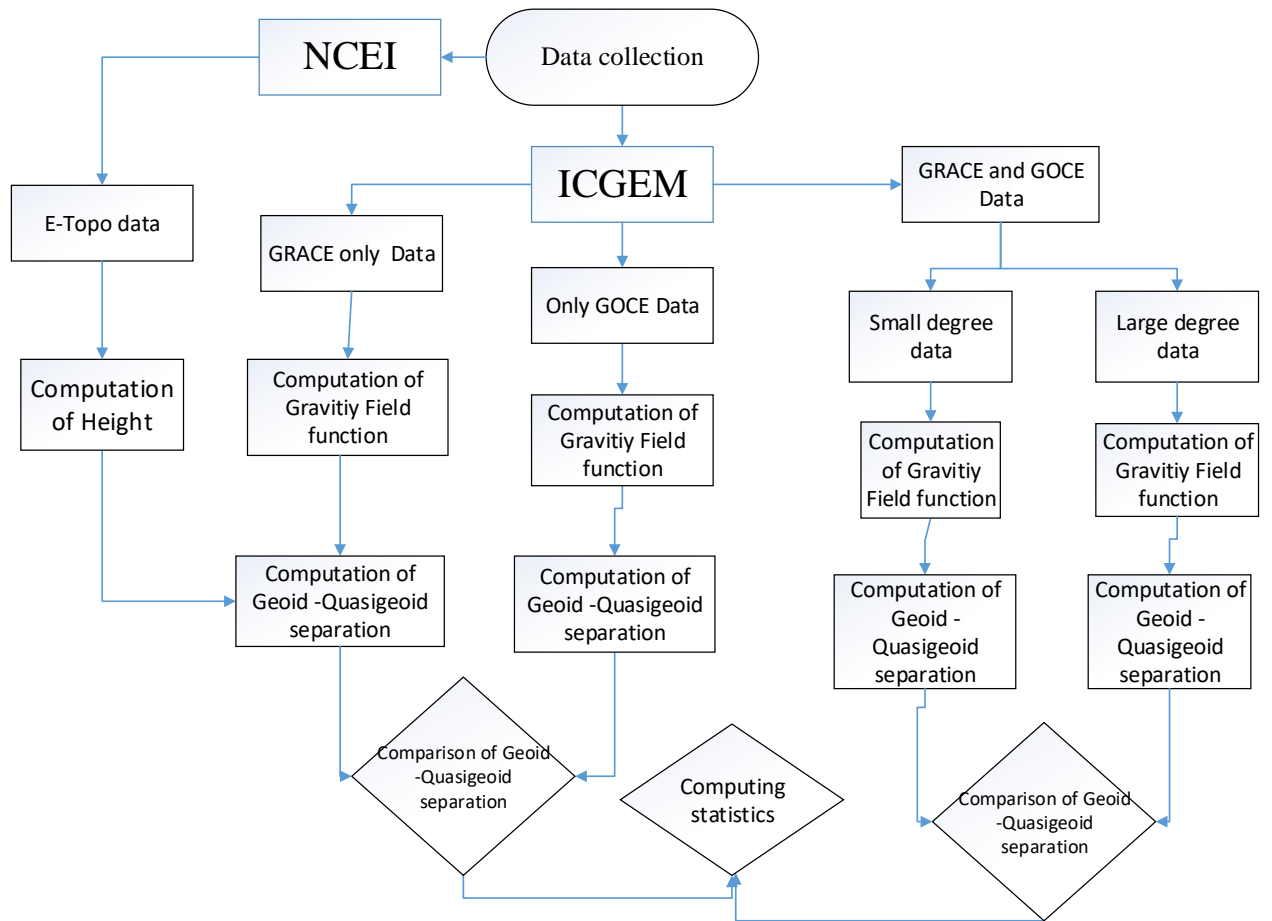 NCEI
Data collection
E-Topo data
GRACE only Data
ICGEM
GRACE and GOCE
Data
Only GOCE Data
Small degree
data
Large degree
data
Computation
of Height
Computation of
Gravitiy Field
function
Computation of
Gravitiy Field
function
Computation
of Gravitiy
Field function
Computation of
Gravitiy Field
function
Computation of
Geoid -Quasigeoid
separation
Computation of
Geoid -Quasigeoid
separation
Computation of
Geoid -
Quasigeoid
separation
Computation of
Geoid -
Quasigeoid
separation
Comparison of Geoid
-Quasigeoid
separation
Computing
statistics
Comparison of Geoid
-Quasigeoid
separation